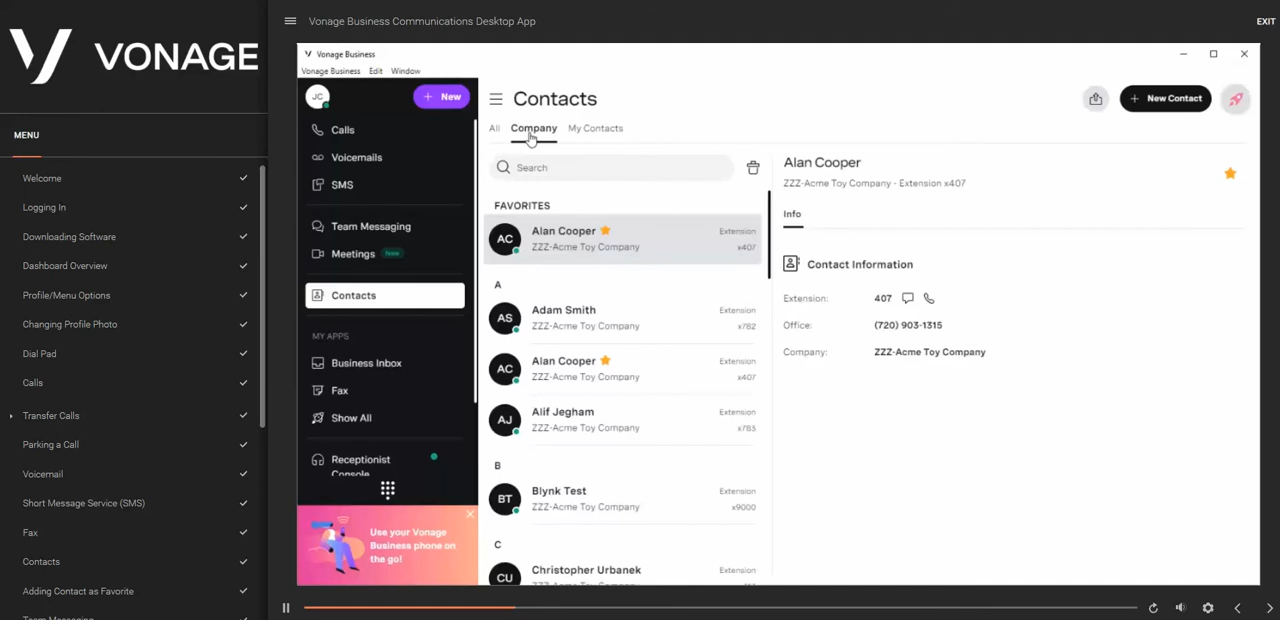 VONAGE
MENU
Welcome
Logging In
Downloading Software
Dashboard Overview
Profile/Menu Options
Changing Profile Photo
Dial Pad
Calls
Transfer Calls
Parking a Call
Voicemail
Short Message Service (SMS)
Fax
Contacts
Adding Contact as Favorite
Team Messaging
Vonage Business Communications Desktop App
EXIT
Vonage Business
Vonage Business Edit Window
JC
+ New
Calls
Voicemails
SMS
Team Messaging
Meetings New
Contacts
MY APPS
Business Inbox
Fax
Show All
Receptionist
Console
Use your Vonage
Business phone on
the go!
Contacts
+ New Contact
All Company My Contacts
Search
FAVORITES
AC
Alan Cooper Extension
ZZZ-Acme Toy Company x407
A
AS
Adam Smith Extension
ZZZ-Acme Toy Company x782
AC
Alan Cooper Extension
ZZZ-Acme Toy Company x407
AJ
Alif Jegham Extension
ZZZ-Acme Toy Company x783
B
BT
Blynk Test Extension
ZZZ-Acme Toy Company x9000
C
CU
Christopher Urbanek Extension
ZZZ-Acme Toy Company
Alan Cooper
ZZZ-Acme Toy Company - Extension x407
Info
Contact Information
Extension: 407
Office: (720) 903-1315
Company: ZZZ-Acme Toy Company